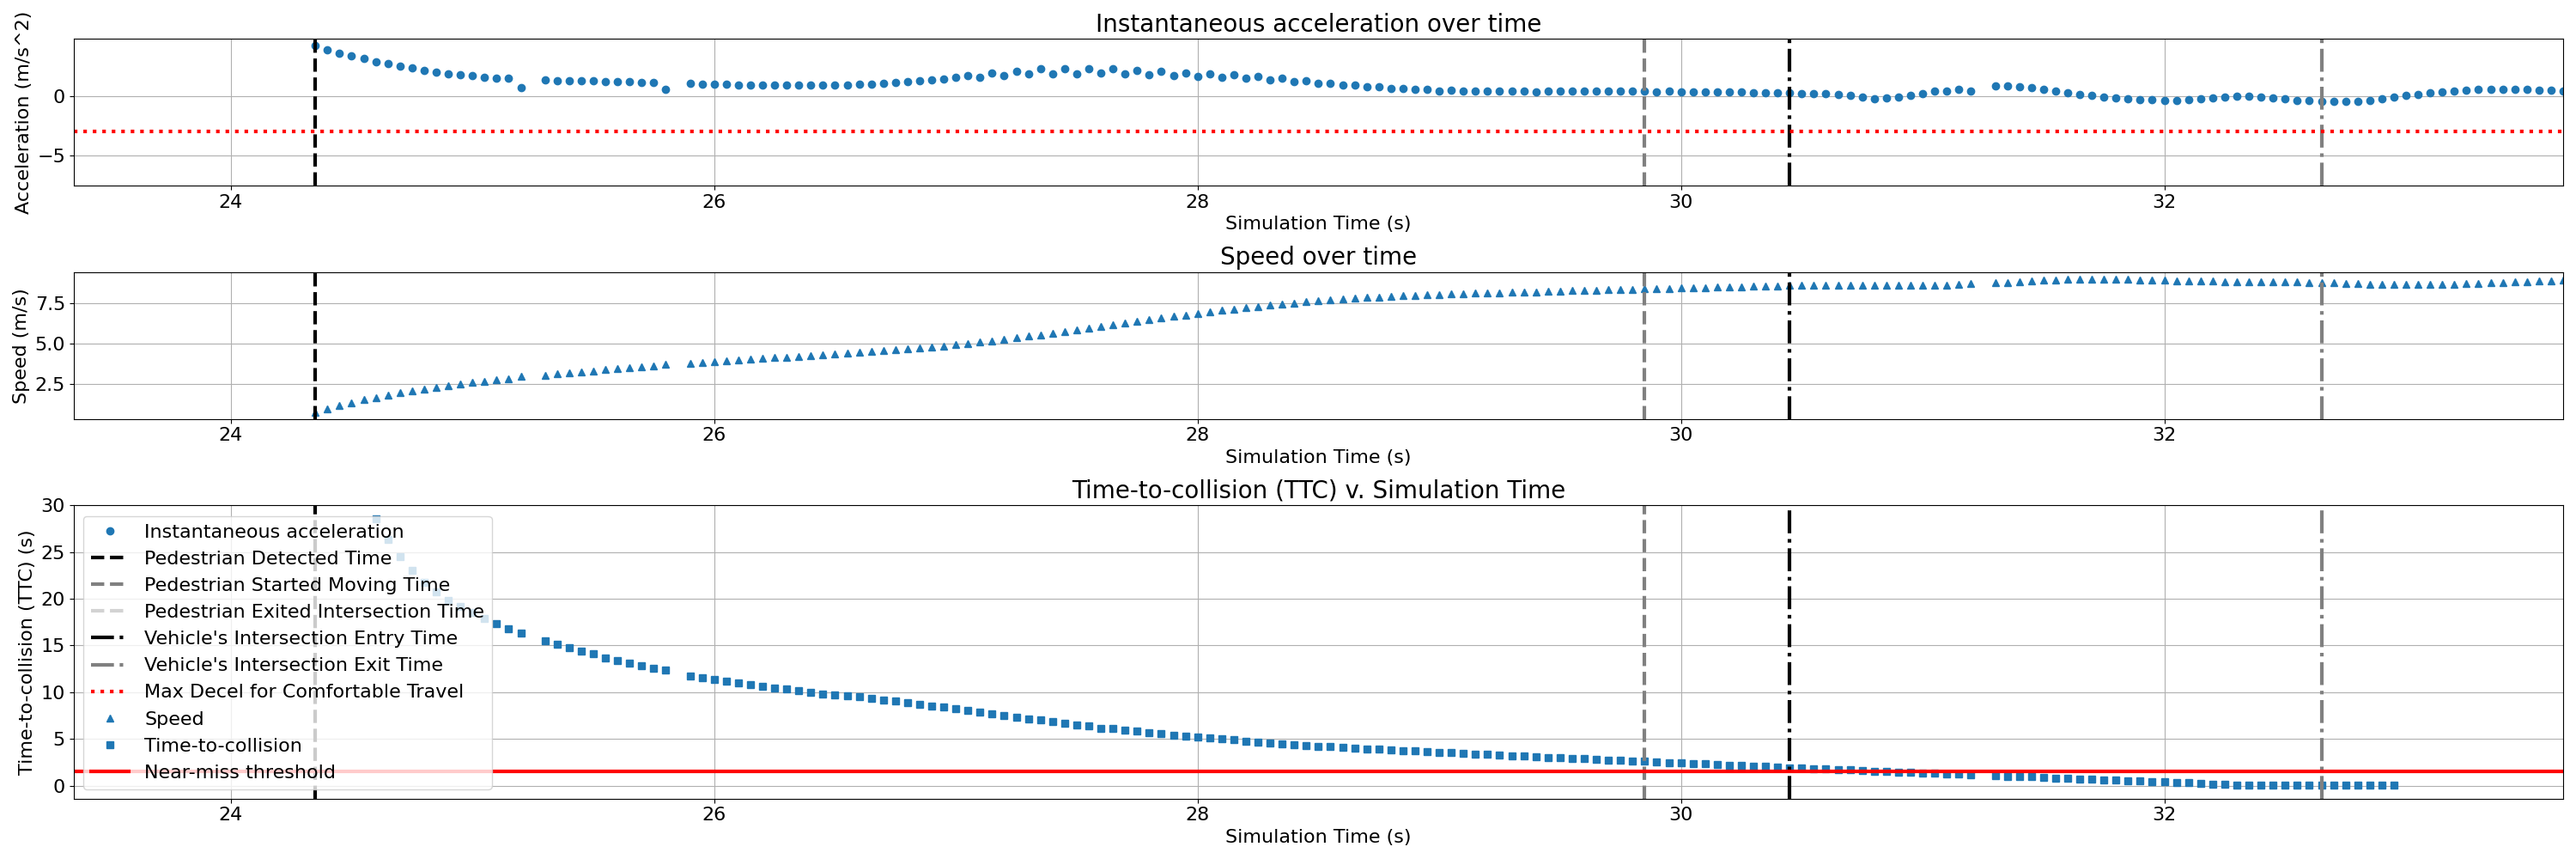 Instantaneous acceleration over time
Acceleration (m/s^2)
0
−5
24 26 28 30 32
Simulation Time (s)
Speed over time
Speed (m/s)
7.5
5.0
2.5
24 26 28 30 32
Simulation Time (s)
Time-to-collision (TTC) v. Simulation Time
Time-to-collision (TTC) (s)
30
25
20
15
10
5
0
Instantaneous acceleration
Pedestrian Detected Time
Pedestrian Started Moving Time
Pedestrian Exited Intersection Time
Vehicle's Intersection Entry Time
Vehicle's Intersection Exit Time
Max Decel for Comfortable Travel
Speed
Time-to-collision
Near-miss threshold
24 26 28 30 32
Simulation Time (s)